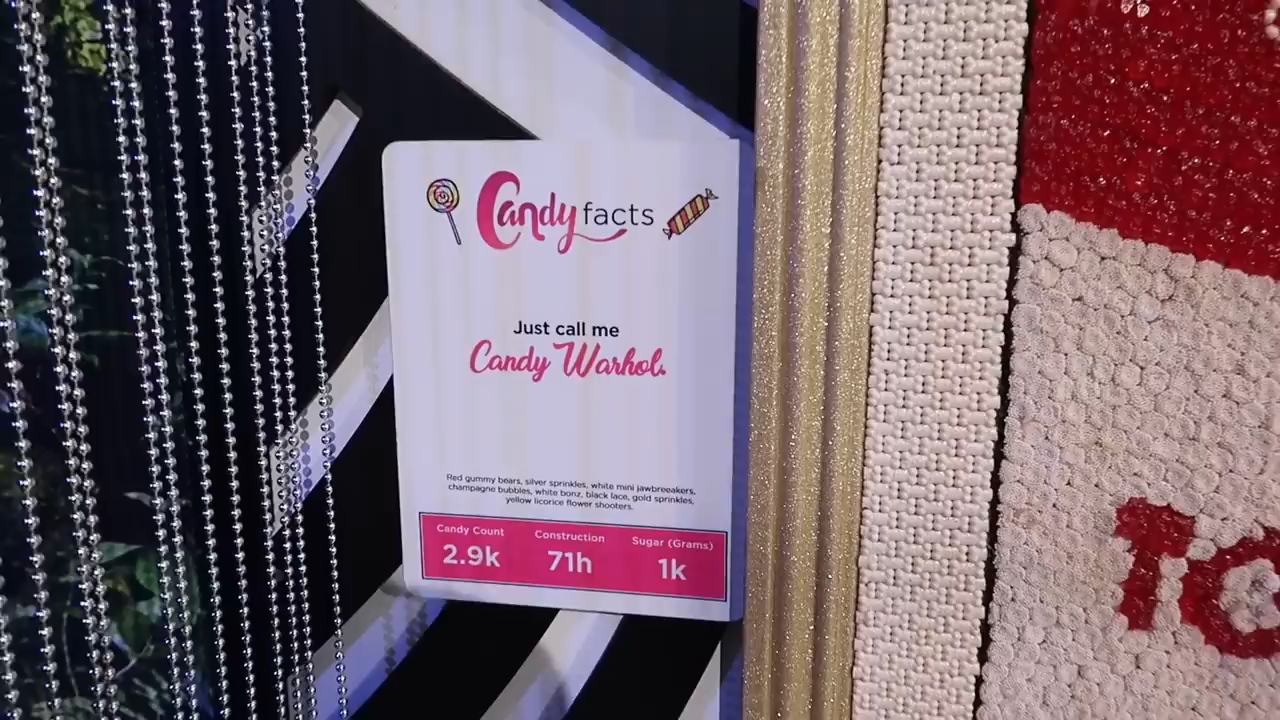 Candy facts
Just call me
Candy Warhol.
Red gummy bears, silver sprinkles, white mini jawbreeakers,
champagne bubbles, white bonz, black lace, gold sprinkles,
yellow licorice flower shooters.
Candy Count Construction Sugar (Grams)
2.9k 71h 1k